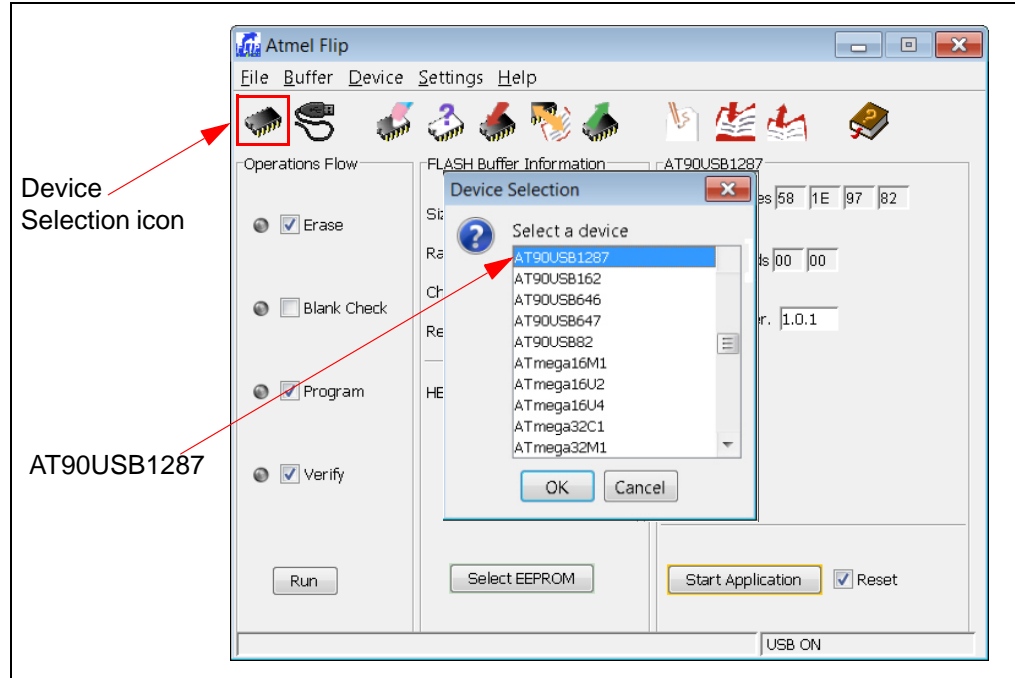 Atmel Flip
File Buffer Device Settings Help
Device
Selection icon
AT90USB1287
Operations Flow
Erase
Blank Check
Program
Verify
Run
FLASH Buffer Information
Select EEPROM
Device Selection
Select a device
AT90USB1287
AT90USB162
AT90USB646
AT90USB647
AT90USB82
ATmega16M1
ATmega16U2
ATmega16U4
ATmega32C1
ATmega32M1
OK Cancel
AT90USB1287
58 1E 97 82
00 00
1.0.1
Start Application Reset
USB ON